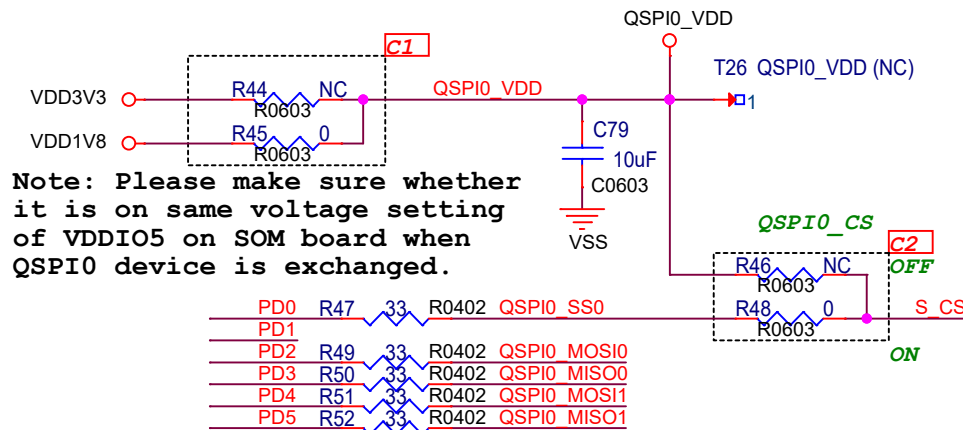 QSPI0_VDD
C1
T26 QSPI0_VDD (NC)
VDD3V3 R44 NC QSPI0_VDD
R0603
1
VDD1V8 R45 0
R0603
C79
10uF
C0603
VSS
Note: Please make sure whether
it is on same voltage setting
of VDDIO5 on SOM board when
QSPI0 device is exchanged.
QSPI0_CS
C2
R46 NC OFF
R0603
PD0 R47 33 R0402 QSPI0_SS0 R48 0 S_CS
R0603
PD1
ON
PD2 R49 33 R0402 QSPI0_MOSI0
PD3 R50 33 R0402 QSPI0_MISO0
PD4 R51 33 R0402 QSPI0_MOSI1
PD5 R52 33 R0402 QSPI0_MISO1